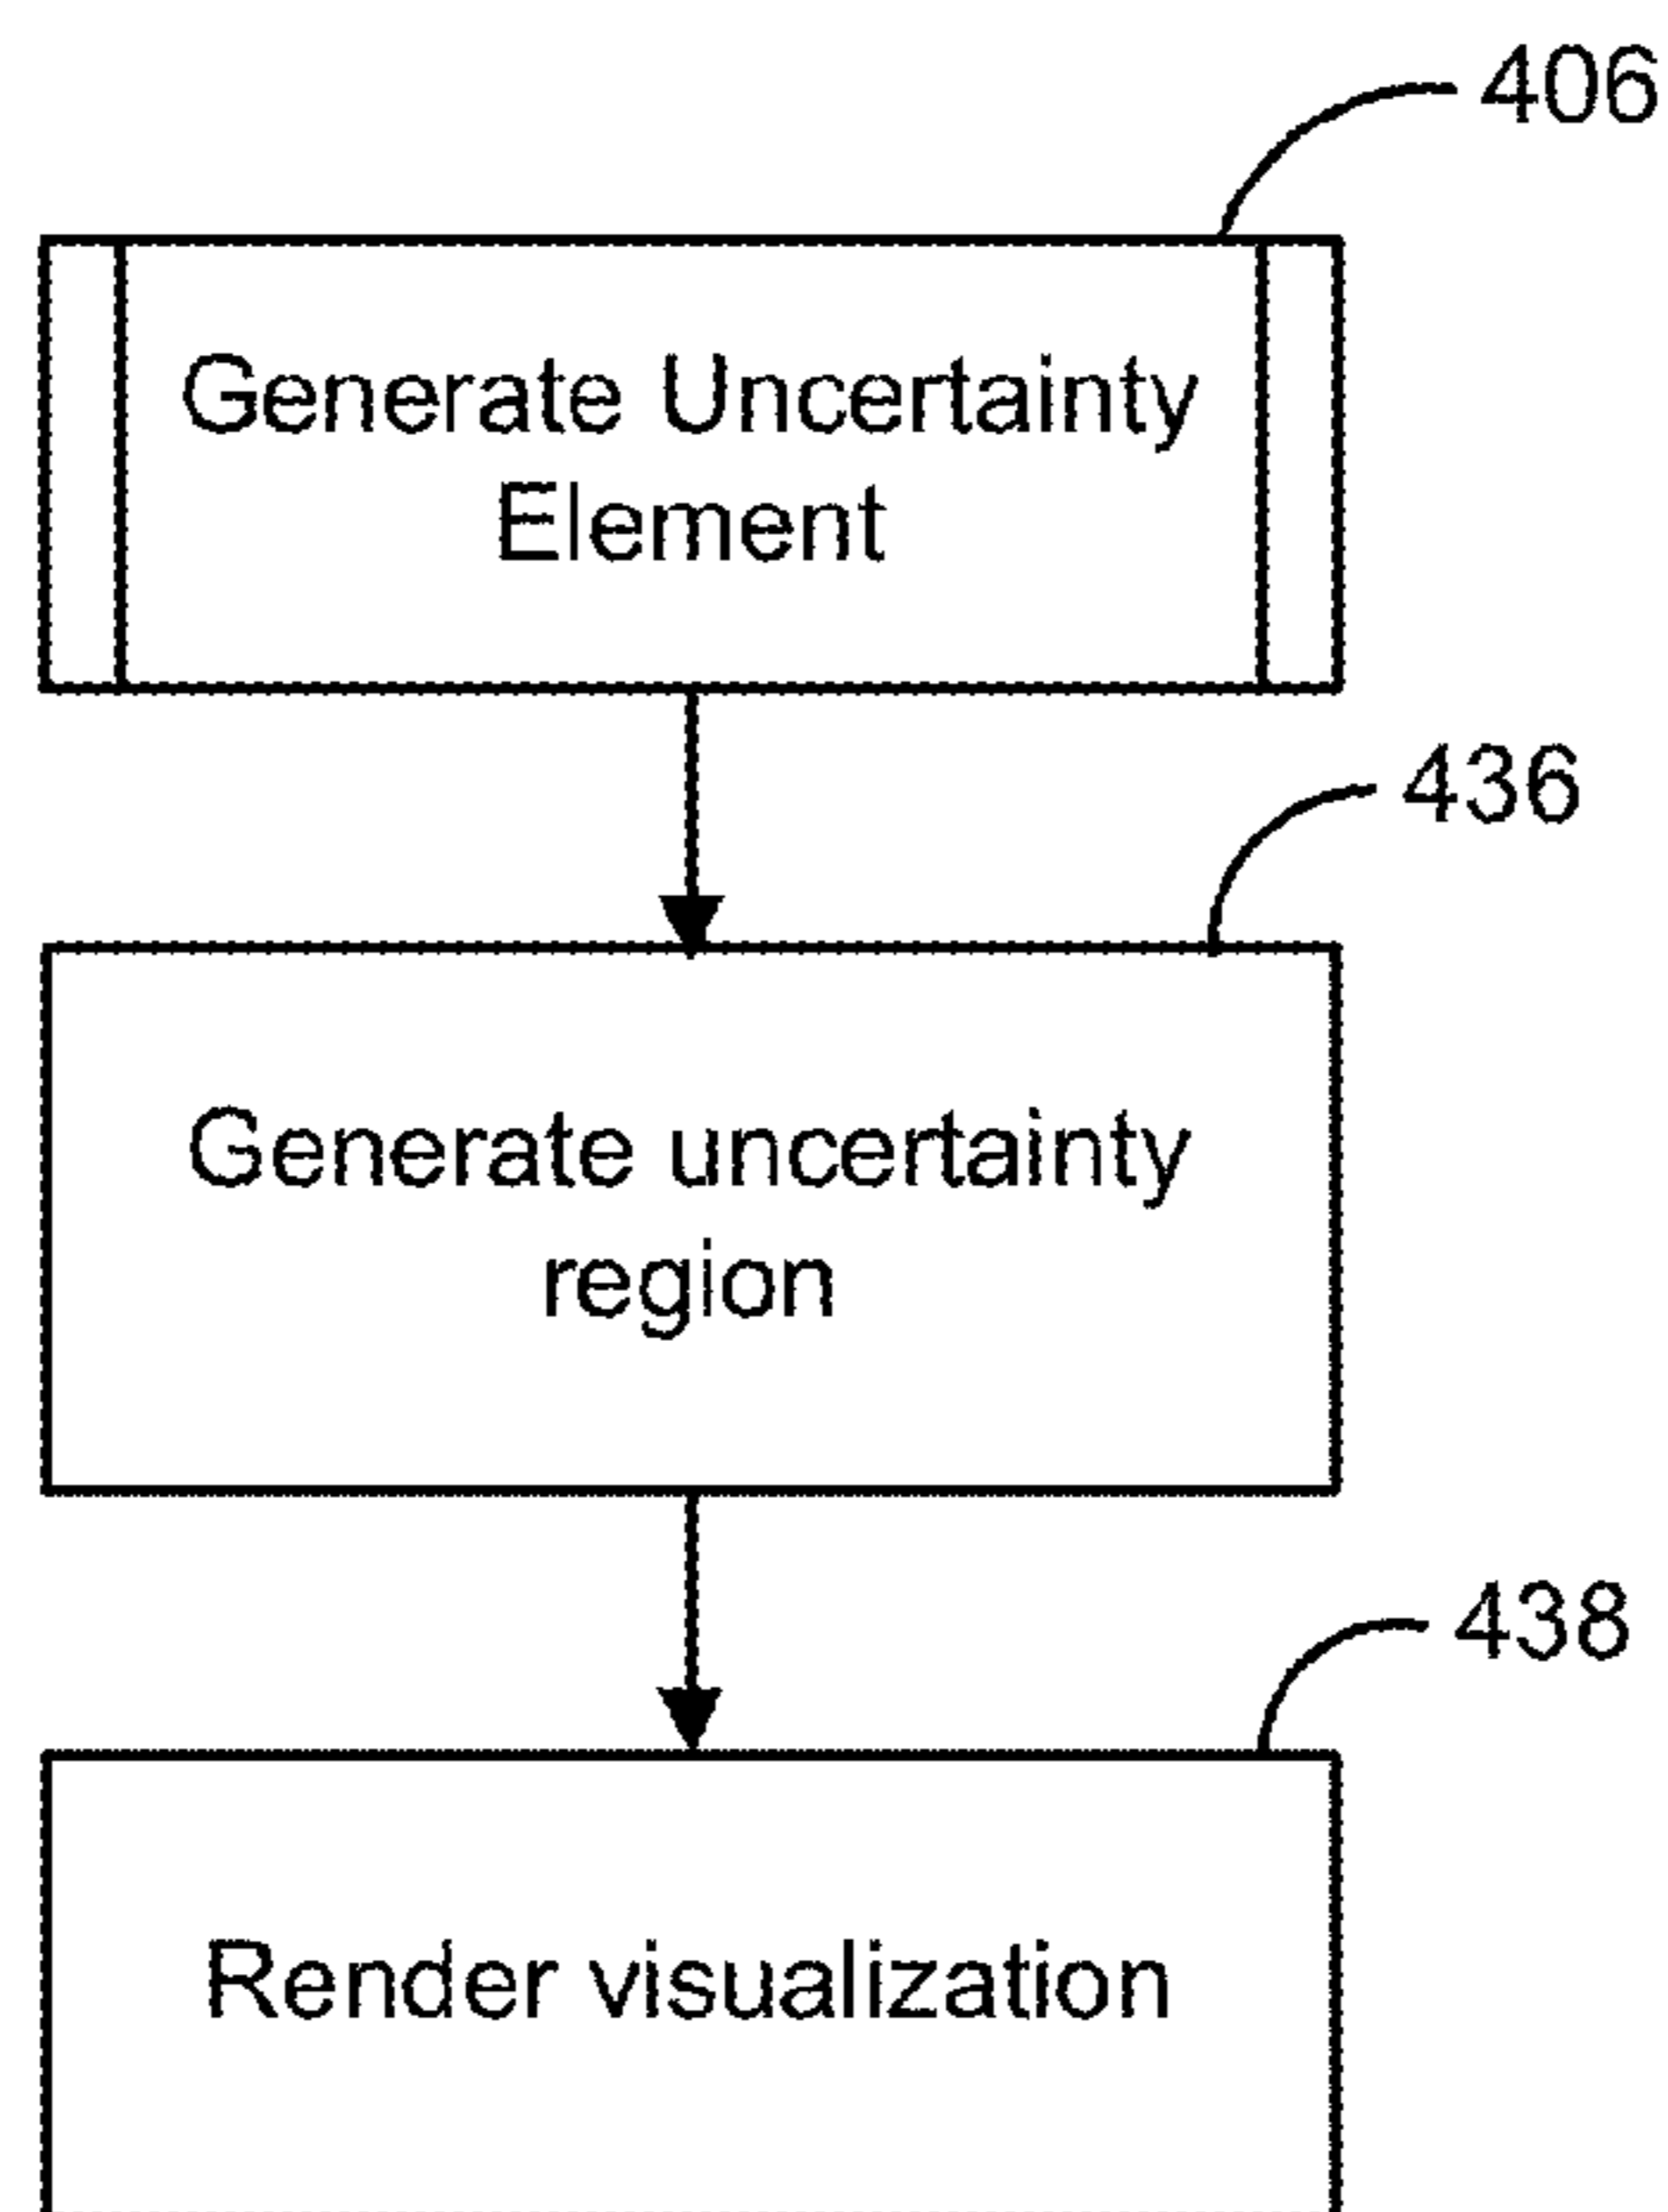 406
Generate Uncertainty
Element
436
Generate uncertainty
region
438
Render visualization